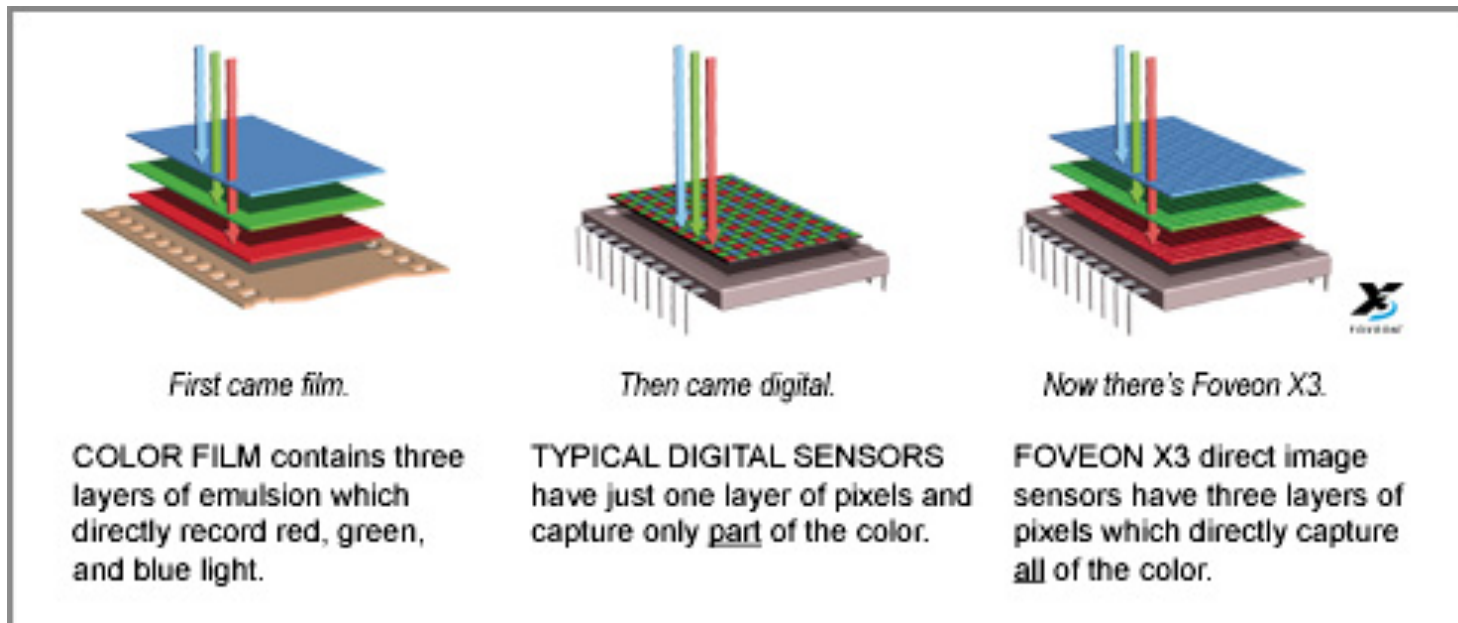 X3
FOVEON
First came film.
Then came digital.
Now there's Foveon X3.
COLOR FILM contains three
layers of emulsion which
directly record red, green,
and blue light.
TYPICAL DIGITAL SENSORS
have just one layer of pixels and
capture only part of the color.
FOVEON X3 direct image
sensors have three layers of
pixels which directly capture
all of the color.